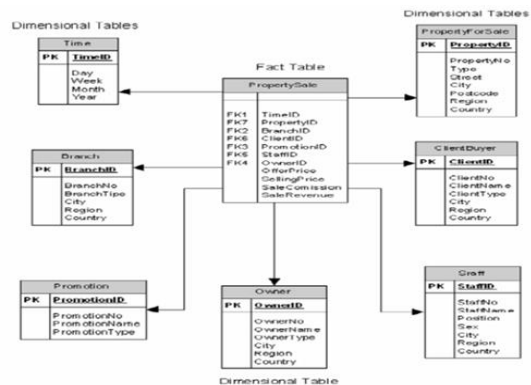 Dimensional Tables
Time
PK TimeID
Day
Week
Month
Year
Fact Table
PropertySale
FK1 TimeID
FK7 PropertyID
FK2 BranchID
FK6 ClientID
FK3 PromotionID
FK5 StaffID
FK4 OwnerID
OfferPrice
SellingPrice
SaleComission
SaleRevenue
Dimensional Tables
PropertyForSale
PK PropertyID
PropertyNo
Type
Street
City
Postcode
Region
Country
Branch
PK BranchID
BranchNo
BranchTipe
City
Region
Country
ClientBuyer
PK ClientID
ClientNo
ClientName
ClientType
City
Region
Country
Promotion
PK PromotionID
PromotionNo
PromotionName
PromotionType
Owner
PK OwnerID
OwnerNo
OwnerName
OwnerType
City
Region
Country
Dimensional Table
Staff
PK StaffID
StaffNo
StaffName
Position
Sex
City
Region
Country